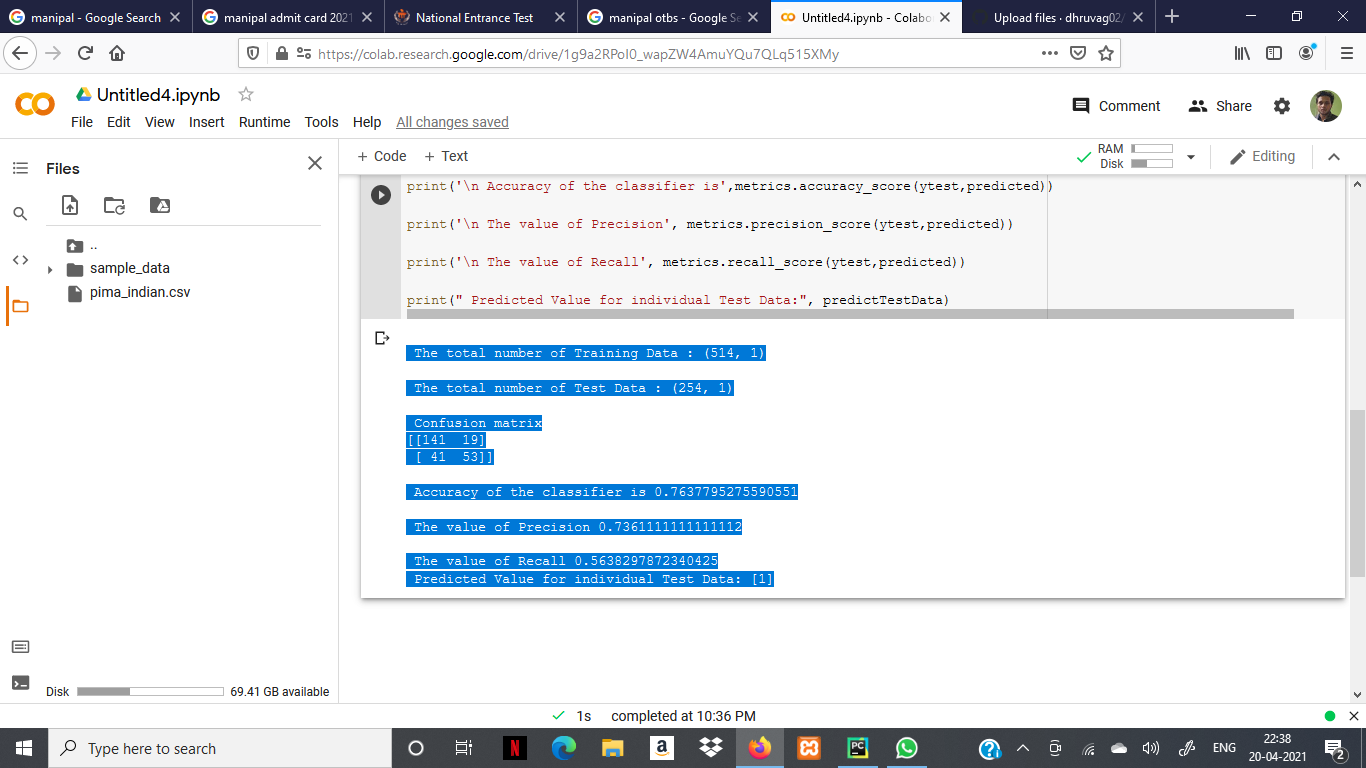 manipal - Google Search
manipal admit card 2021
National Entrance Test
manipal otbs - Google Se
Untitled4.ipynb - Colabo
Upload files · dhruvag02/
https://colab.research.google.com/drive/1g9a2RPoI0_wapZW4AmuYQu7QLq515XMy
Untitled4.ipynb
Comment
Share
File Edit View Insert Runtime Tools Help All changes saved
Files
+ Code + Text
RAM
Disk
Editing
..
sample_data
pima_indian.csv
print('\n Accuracy of the classifier is',metrics.accuracy_score(ytest,predicted))
print('\n The value of Precision', metrics.precision_score(ytest,predicted))
print('\n The value of Recall', metrics.recall_score(ytest,predicted))
print(" Predicted Value for individual Test Data:", predictTestData)
The total number of Training Data : (514, 1)
The total number of Test Data : (254, 1)
Confusion matrix
[[141  19]
 [ 41  53]]
Accuracy of the classifier is 0.7637795275590551
The value of Precision 0.7361111111111112
The value of Recall 0.5638297872340425
Predicted Value for individual Test Data: [1]
Disk 69.41 GB available
1s completed at 10:36 PM
Type here to search
N
a
PC
ENG
22:38
20-04-2021
2